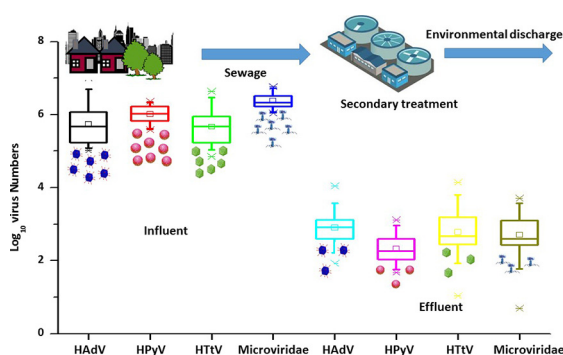 8
6
4
2
0
Log10 virus Numbers
Sewage
Secondary treatment
Environmental discharge
Influent
Effluent
HAdV HPyV HTtV Microviridae HAdV HPyV HTtV Microviridae